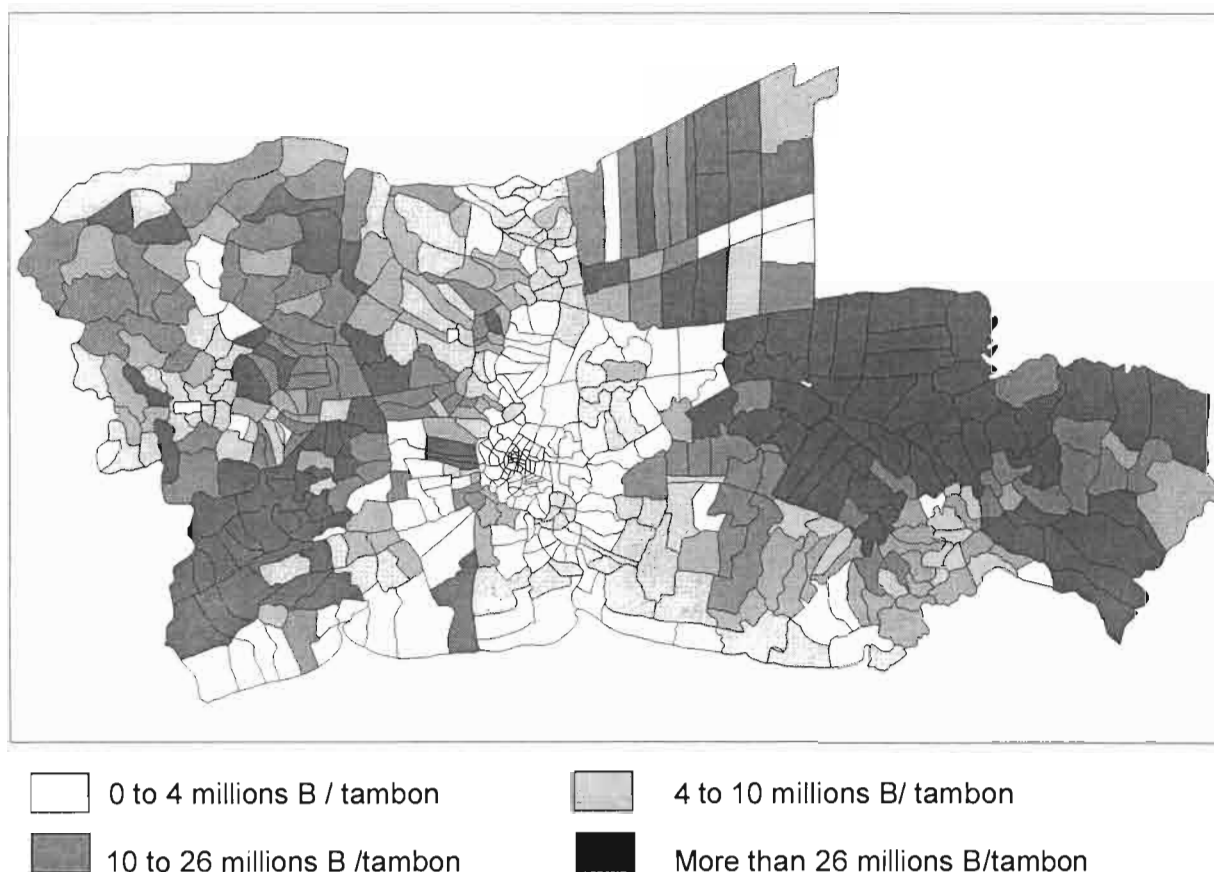 0 to 4 millions B / tambon
4 to 10 millions B/ tambon
10 to 26 millions B /tambon
More than 26 millions B/tambon